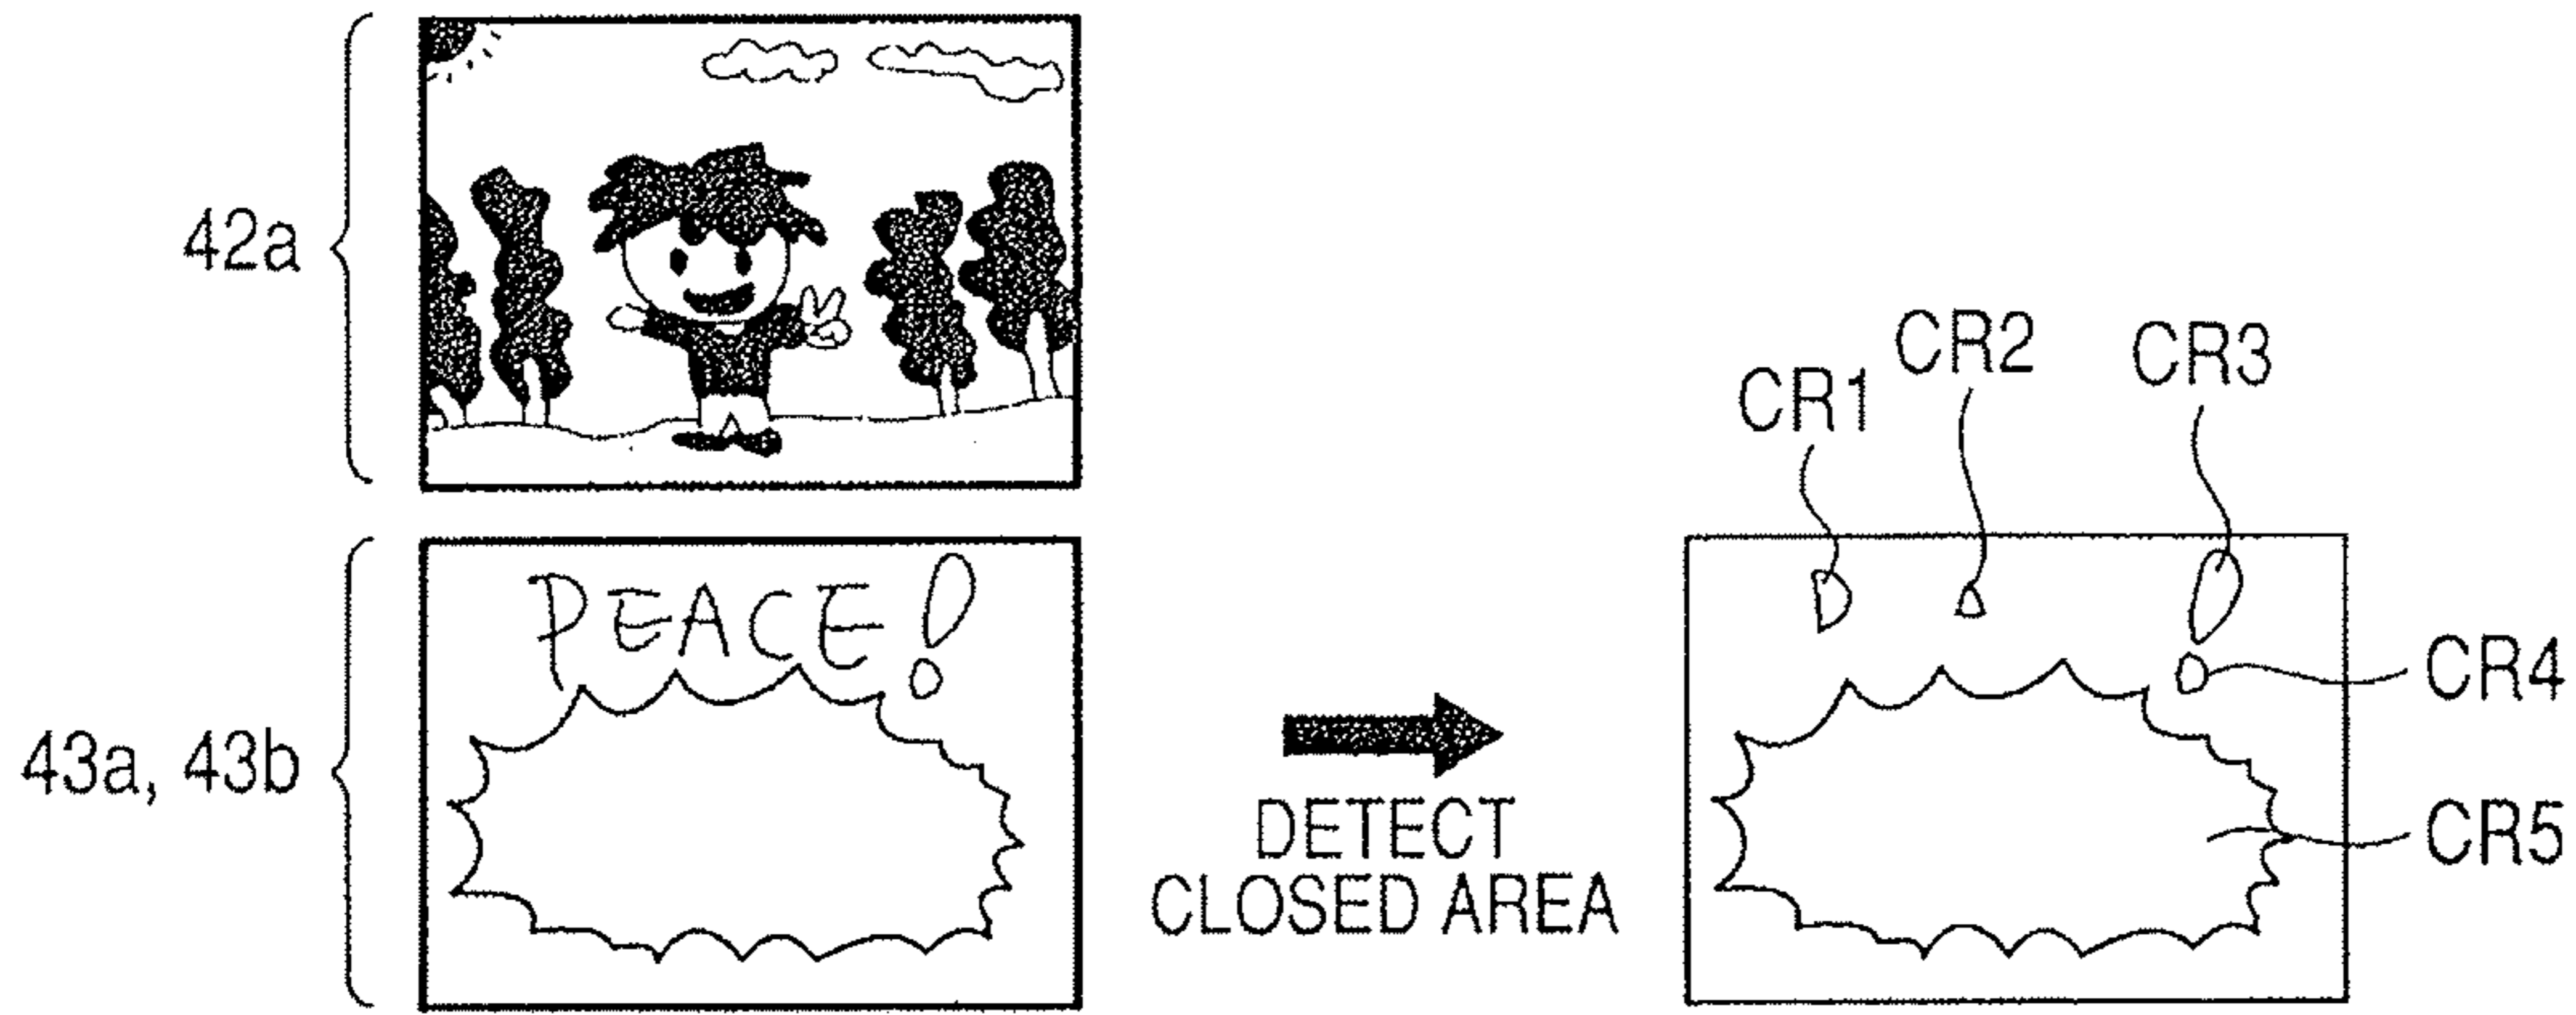 42a
43a, 43b
PEACE!
DETECT
CLOSED AREA
CR1
CR2
CR3
CR4
CR5